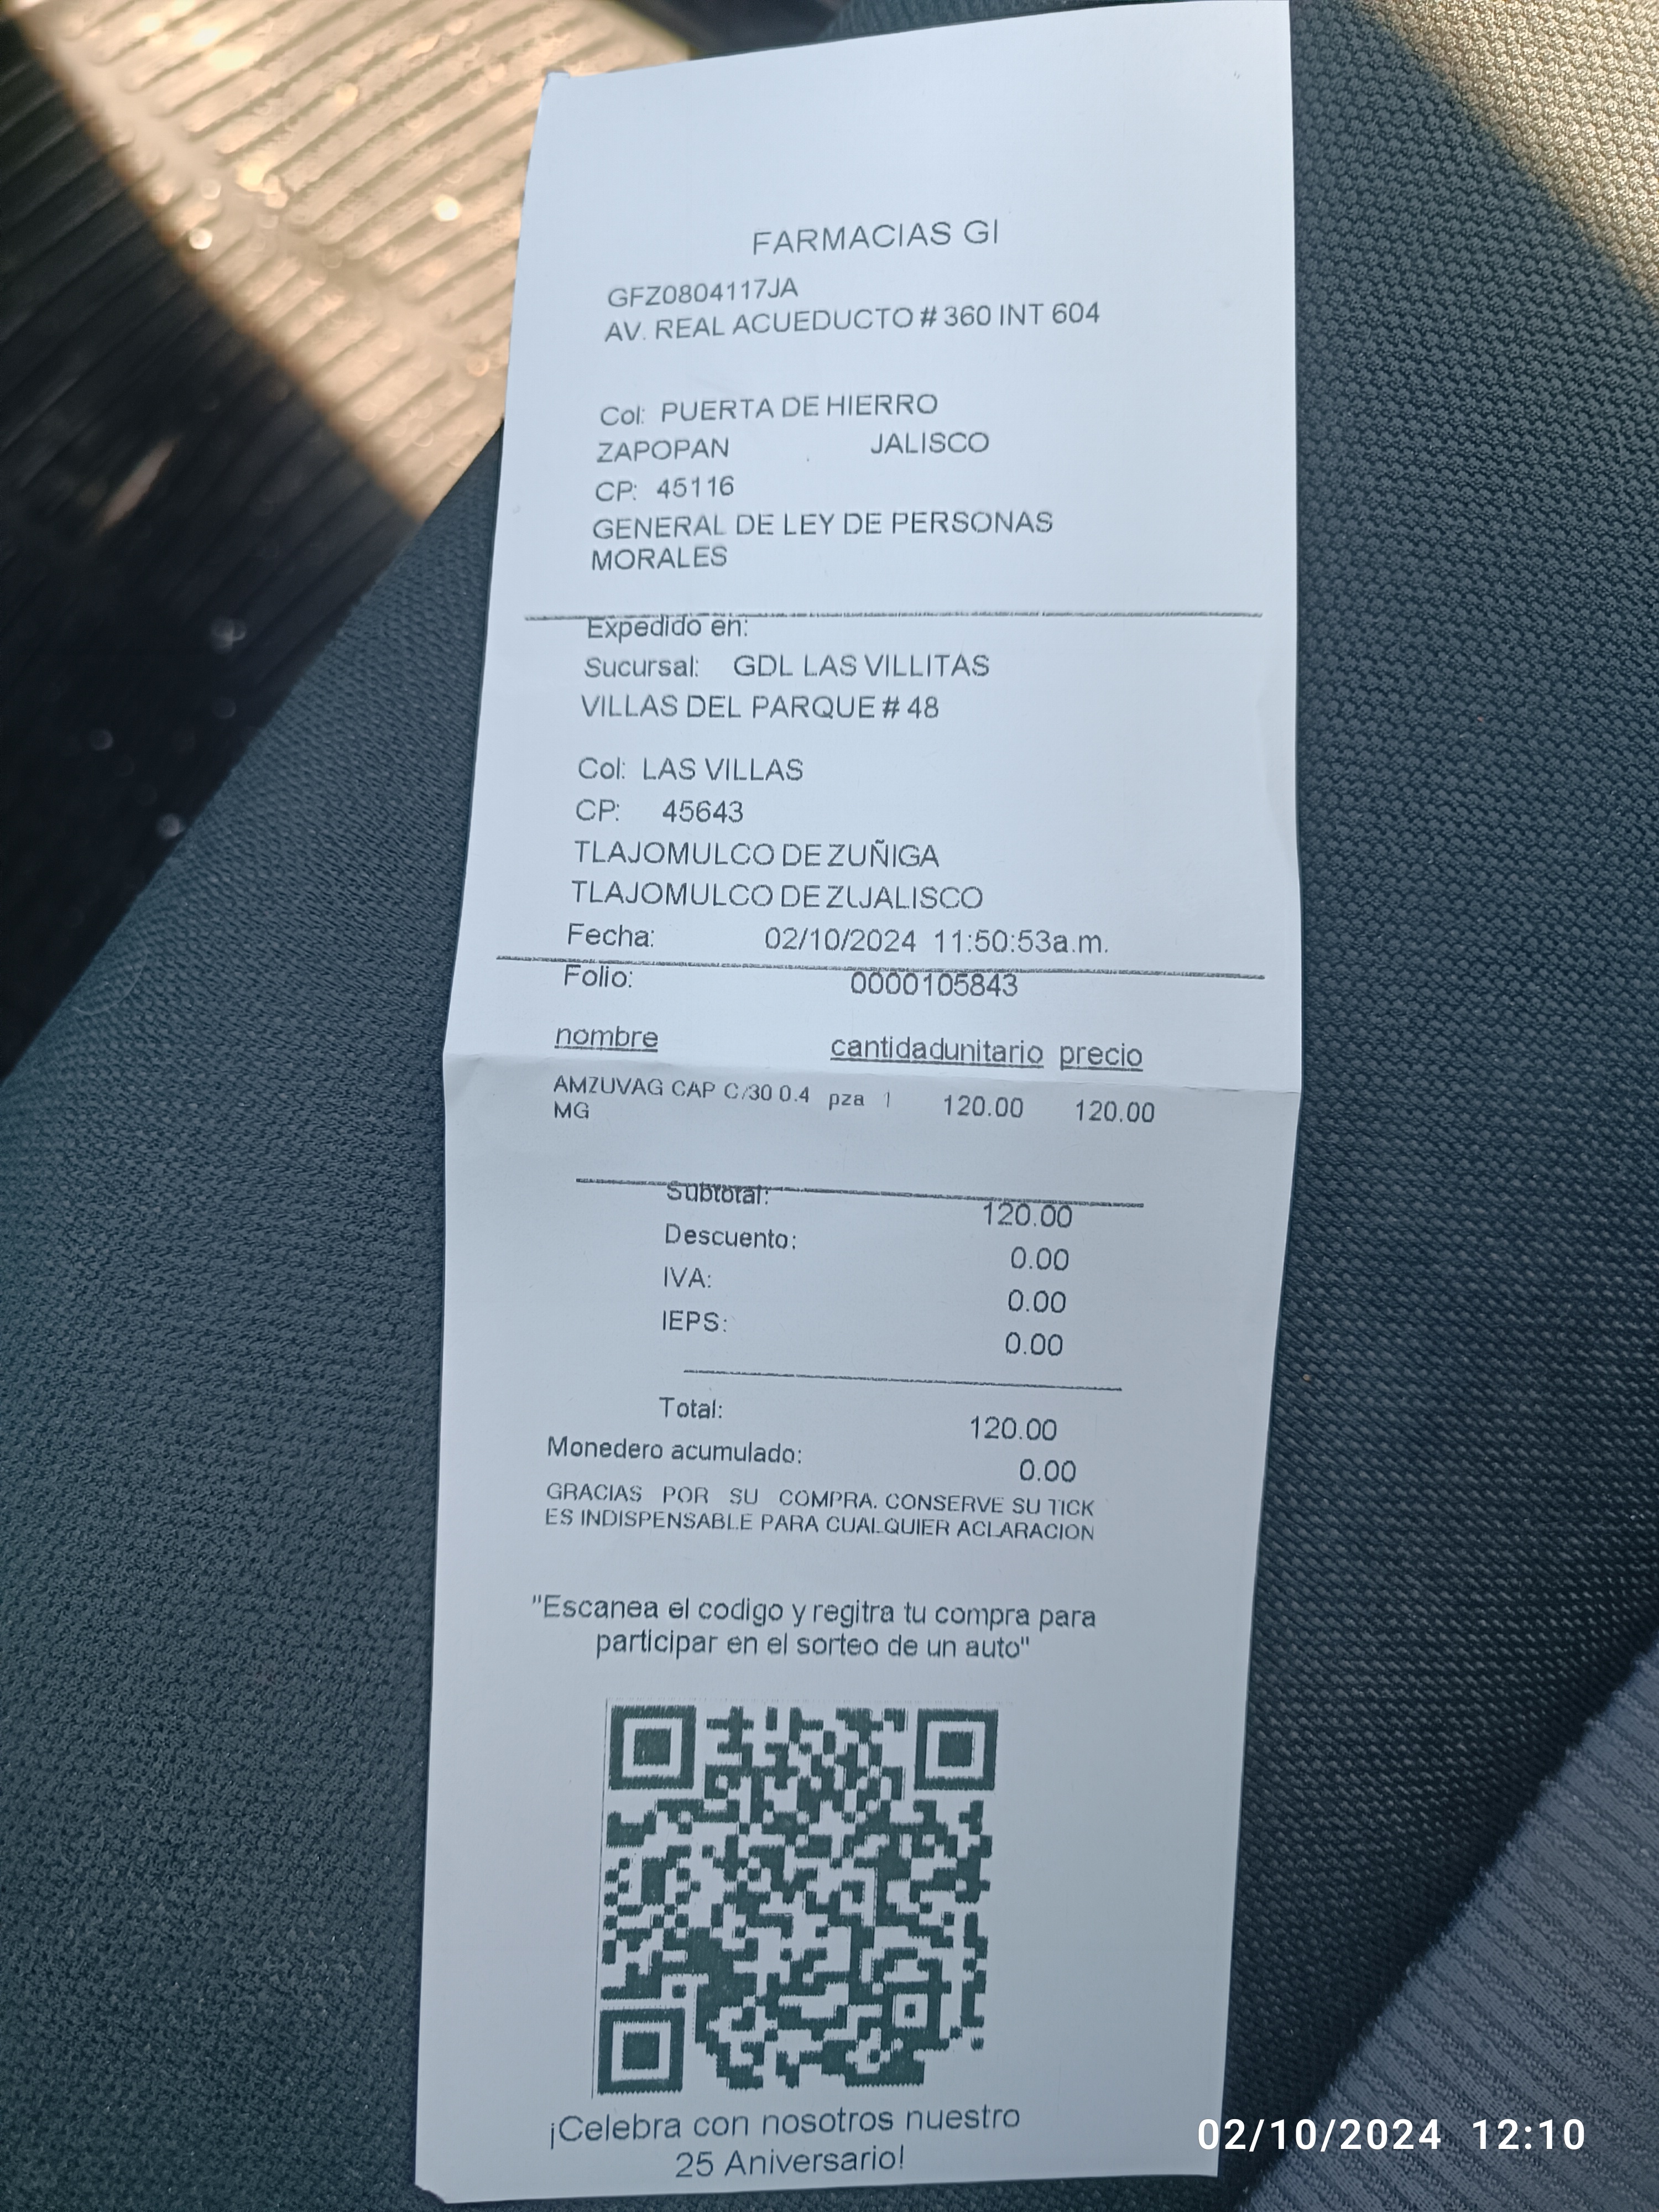 FARMACIAS GI
GFZ0804117JA
AV. REAL ACUEDUCTO # 360 INT 604
Col: PUERTA DE HIERRO
ZAPOPAN JALISCO
CP: 45116
GENERAL DE LEY DE PERSONAS
MORALES
Expedido en:
Sucursal: GDL LAS VILLITAS
VILLAS DEL PARQUE # 48
Col: LAS VILLAS
CP: 45643
TLAJOMULCO DE ZUÑIGA
TLAJOMULCO DE ZUJALISCO
Fecha: 02/10/2024 11:50:53a.m.
Folio: 0000105843
nombre cantidadunitario precio
AMZUVAG CAP C/30 0.4 pza 1 120.00 120.00
MG
Subtotal: 120.00
Descuento: 0.00
IVA: 0.00
IEPS: 0.00
Total: 120.00
Monedero acumulado: 0.00
GRACIAS POR SU COMPRA. CONSERVE SU TICK
ES INDISPENSABLE PARA CUALQUIER ACLARACION
"Escanea el codigo y regitra tu compra para
participar en el sorteo de un auto"
¡Celebra con nosotros nuestro
25 Aniversario!
02/10/2024 12:10